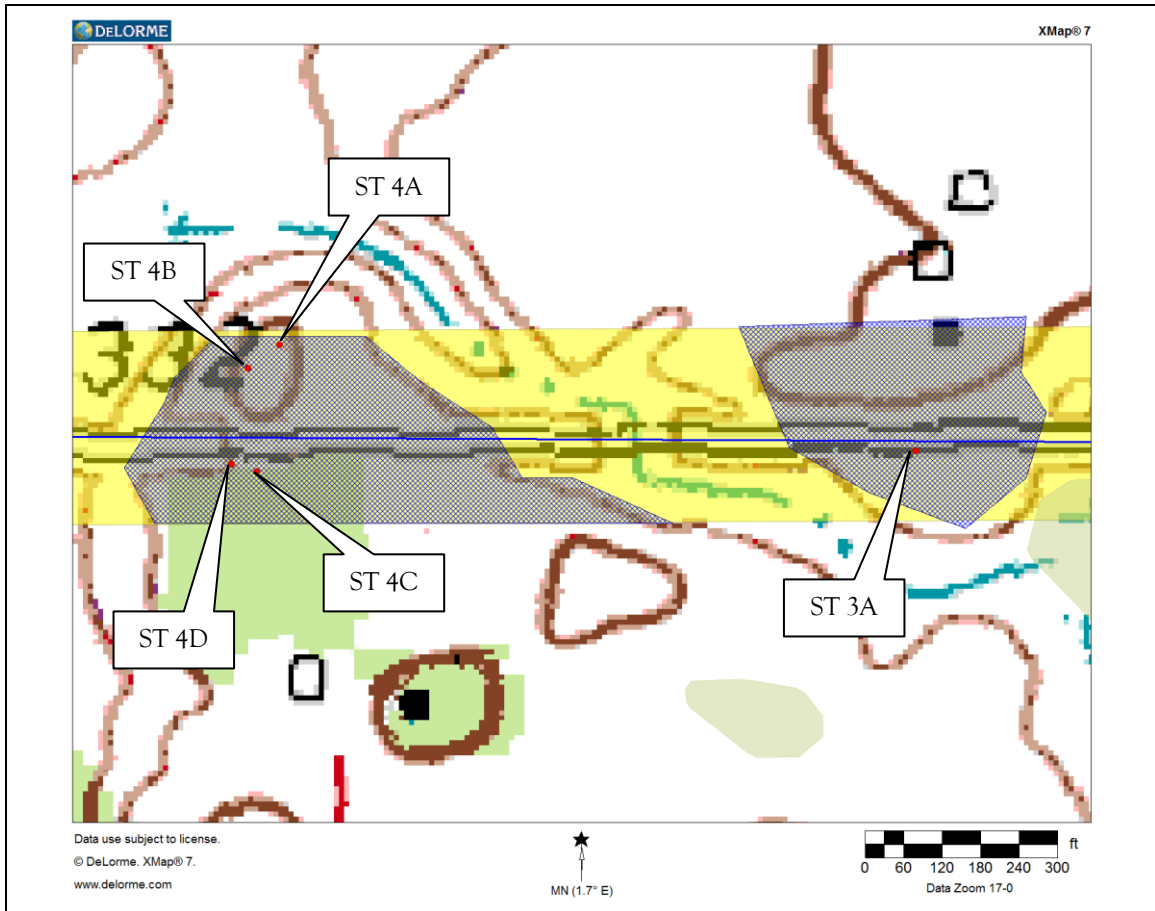 DELORME
XMap® 7
ST 4A
ST 4B
332
ST 4C
ST 4D
ST 3A
Data use subject to license.
© DeLorme. XMap® 7.
www.delorme.com
MN (1.7° E)
ft
0 60 120 180 240 300
Data Zoom 17-0